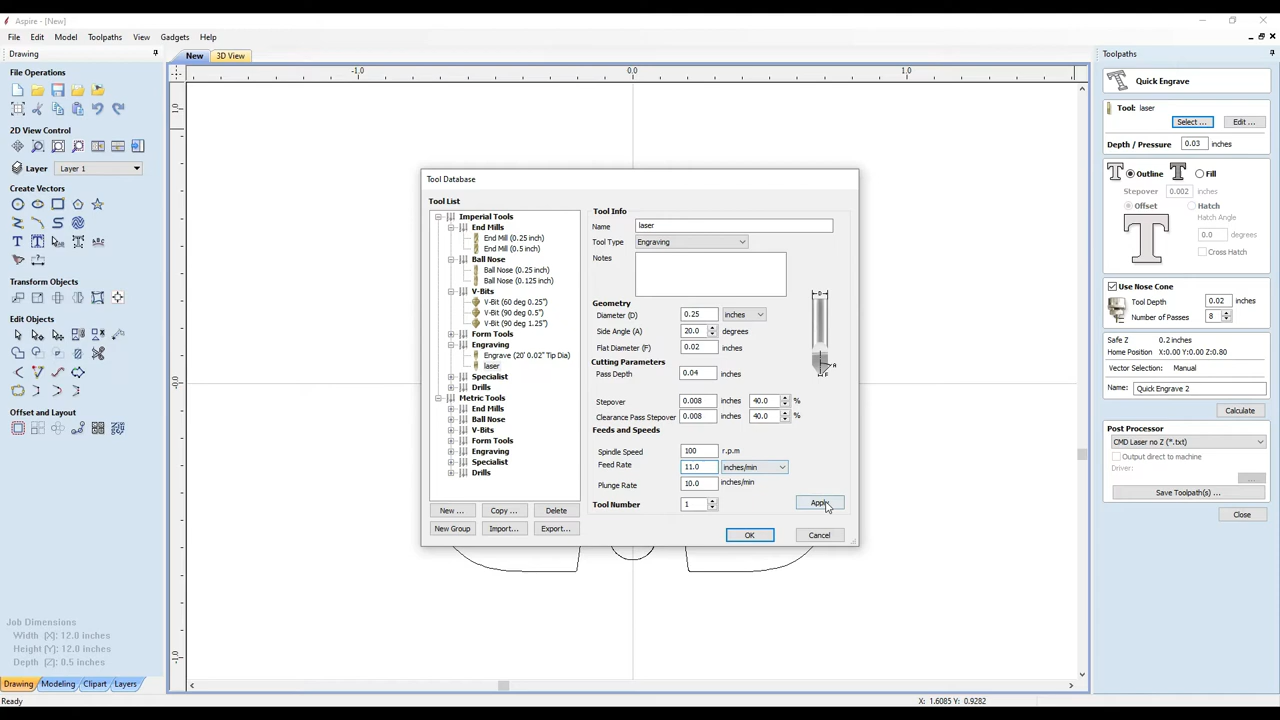 Aspire - [New]
File Edit Model Toolpaths View Gadgets Help
Drawing
New 3D View
Toolpaths
-1.0 0.0 1.0
1.0
-0.0
-1.0
File Operations
2D View Control
Layer Layer 1
Create Vectors
Transform Objects
Edit Objects
Offset and Layout
Job Dimensions
Width (X): 12.0 inches
Height (Y): 12.0 inches
Depth (Z): 0.5 inches
Drawing Modeling Clipart Layers
Ready
X: 1.6085 Y: 0.9282
Tool Database
Tool List
Imperial Tools
End Mills
End Mill (0.25 inch)
End Mill (0.5 inch)
Ball Nose
Ball Nose (0.25 inch)
Ball Nose (0.125 inch)
V-Bits
V-Bit (60 deg 0.25")
V-Bit (90 deg 0.5")
V-Bit (90 deg 1.25")
Form Tools
Engraving
Engrave (20' 0.02" Tip Dia)
laser
Specialist
Drills
Metric Tools
End Mills
Ball Nose
V-Bits
Form Tools
Engraving
Specialist
Drills
New ... Copy ... Delete
New Group Import... Export...
Tool Info
Name laser
Tool Type Engraving
Notes
Geometry
Diameter (D) 0.25 inches
Side Angle (A) 20.0 degrees
Flat Diameter (F) 0.02 inches
Cutting Parameters
Pass Depth 0.04 inches
Stepover 0.008 inches 40.0 %
Clearance Pass Stepover 0.008 inches 40.0 %
Feeds and Speeds
Spindle Speed 100 r.p.m
Feed Rate 11.0 inches/min
Plunge Rate 10.0 inches/min
Tool Number 1
Apply
OK Cancel
D
A
F
Quick Engrave
Tool: laser
Select ... Edit ...
Depth / Pressure 0.03 inches
Outline Fill
Stepover 0.002 inches
Offset Hatch
Hatch Angle
0.0 degrees
Cross Hatch
Use Nose Cone
Tool Depth 0.02 inches
Number of Passes 8
Safe Z 0.2 inches
Home Position X:0.00 Y:0.00 Z:0.80
Vector Selection: Manual
Name: Quick Engrave 2
Calculate
Post Processor
CMD Laser no Z (*.txt)
Output direct to machine
Driver:
...
Save Toolpath(s) ...
Close